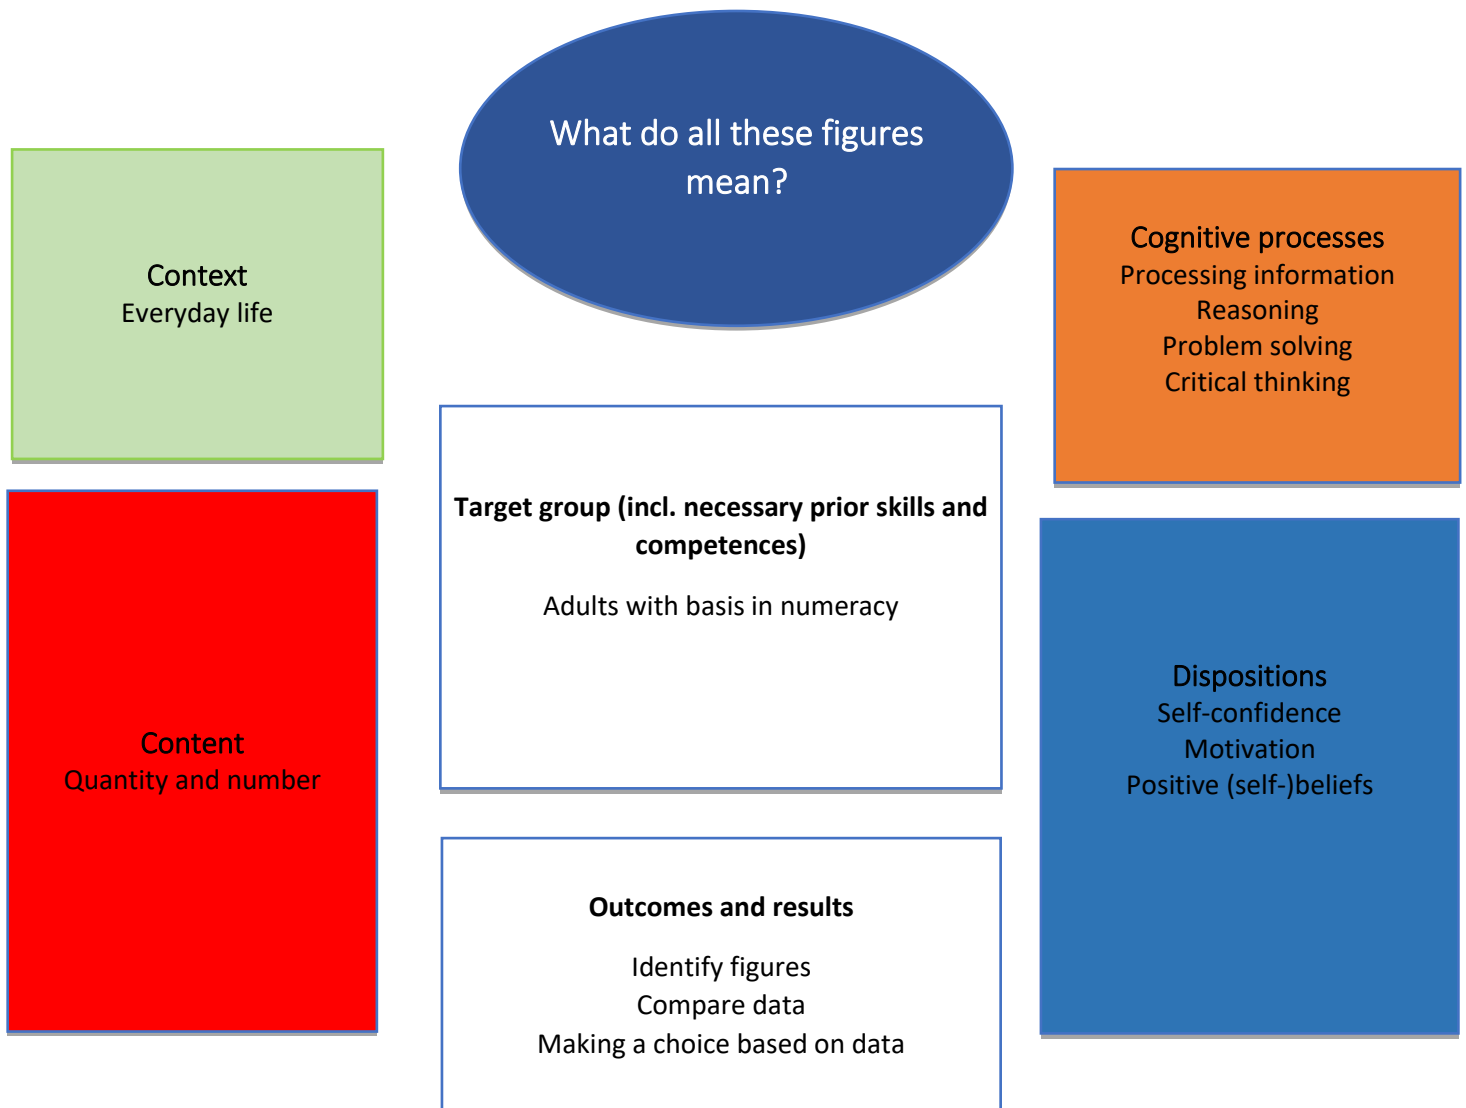 What do all these figures
mean?
Context
Everyday life
Cognitive processes
Processing information
Reasoning
Problem solving
Critical thinking
Target group (incl. necessary prior skills and
competences)
Adults with basis in numeracy
Content
Quantity and number
Dispositions
Self-confidence
Motivation
Positive (self-)beliefs
Outcomes and results
Identify figures
Compare data
Making a choice based on data